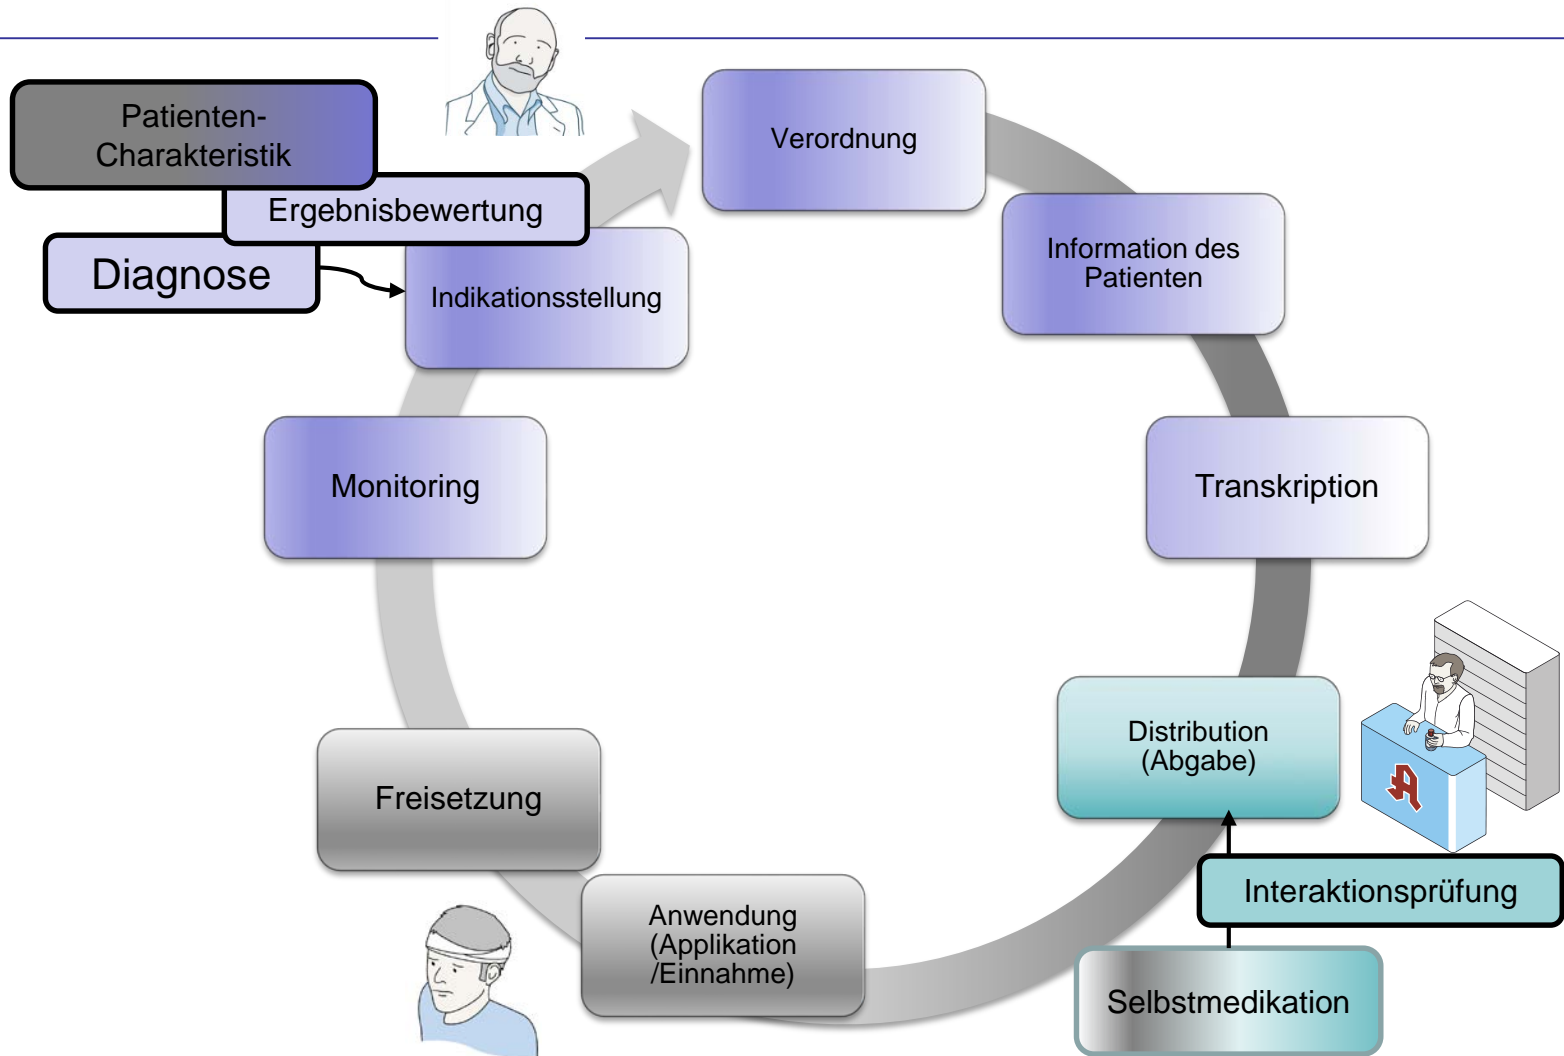 Patienten-
Charakteristik
Ergebnisbewertung
Diagnose
Indikationsstellung
Verordnung
Information des
Patienten
Monitoring
Transkription
Distribution
(Abgabe)
Freisetzung
Interaktionsprüfung
Anwendung
(Applikation
/Einnahme)
Selbstmedikation